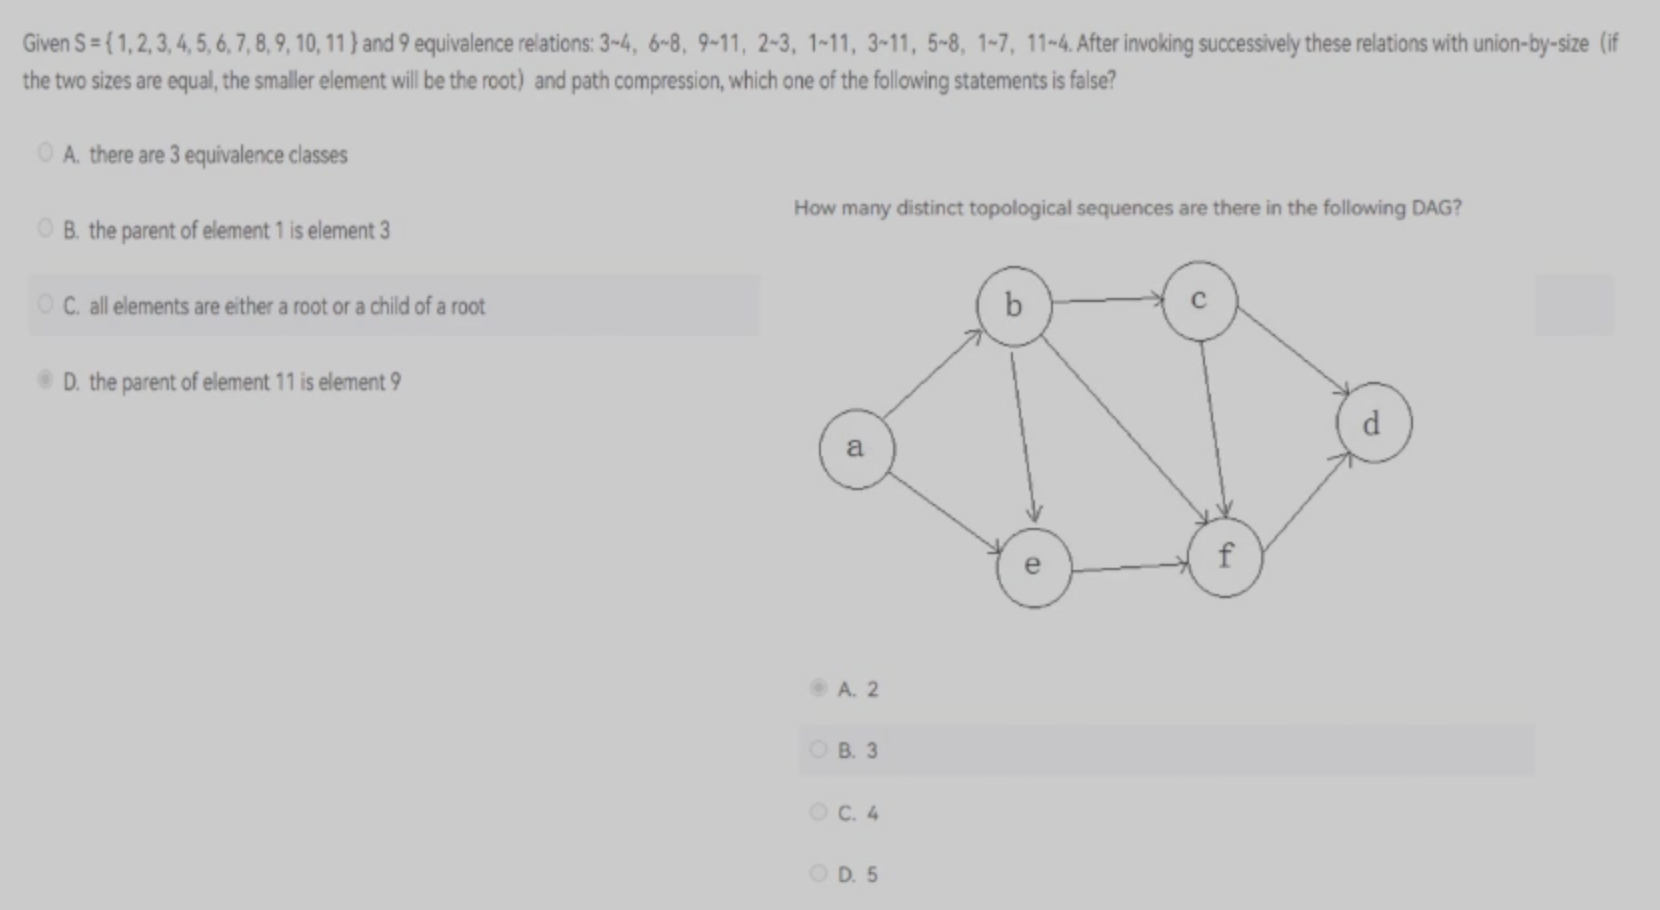 Given S = { 1, 2, 3, 4, 5, 6, 7, 8, 9, 10, 11 } and 9 equivalence relations: 3~4, 6~8, 9~11, 2~3, 1~11, 3~11, 5~8, 1~7, 11~4. After invoking successively these relations with union-by-size (if
the two sizes are equal, the smaller element will be the root) and path compression, which one of the following statements is false?
A. there are 3 equivalence classes
B. the parent of element 1 is element 3
C. all elements are either a root or a child of a root
D. the parent of element 11 is element 9
How many distinct topological sequences are there in the following DAG?
b
c
d
a
e
f
A. 2
B. 3
C. 4
D. 5